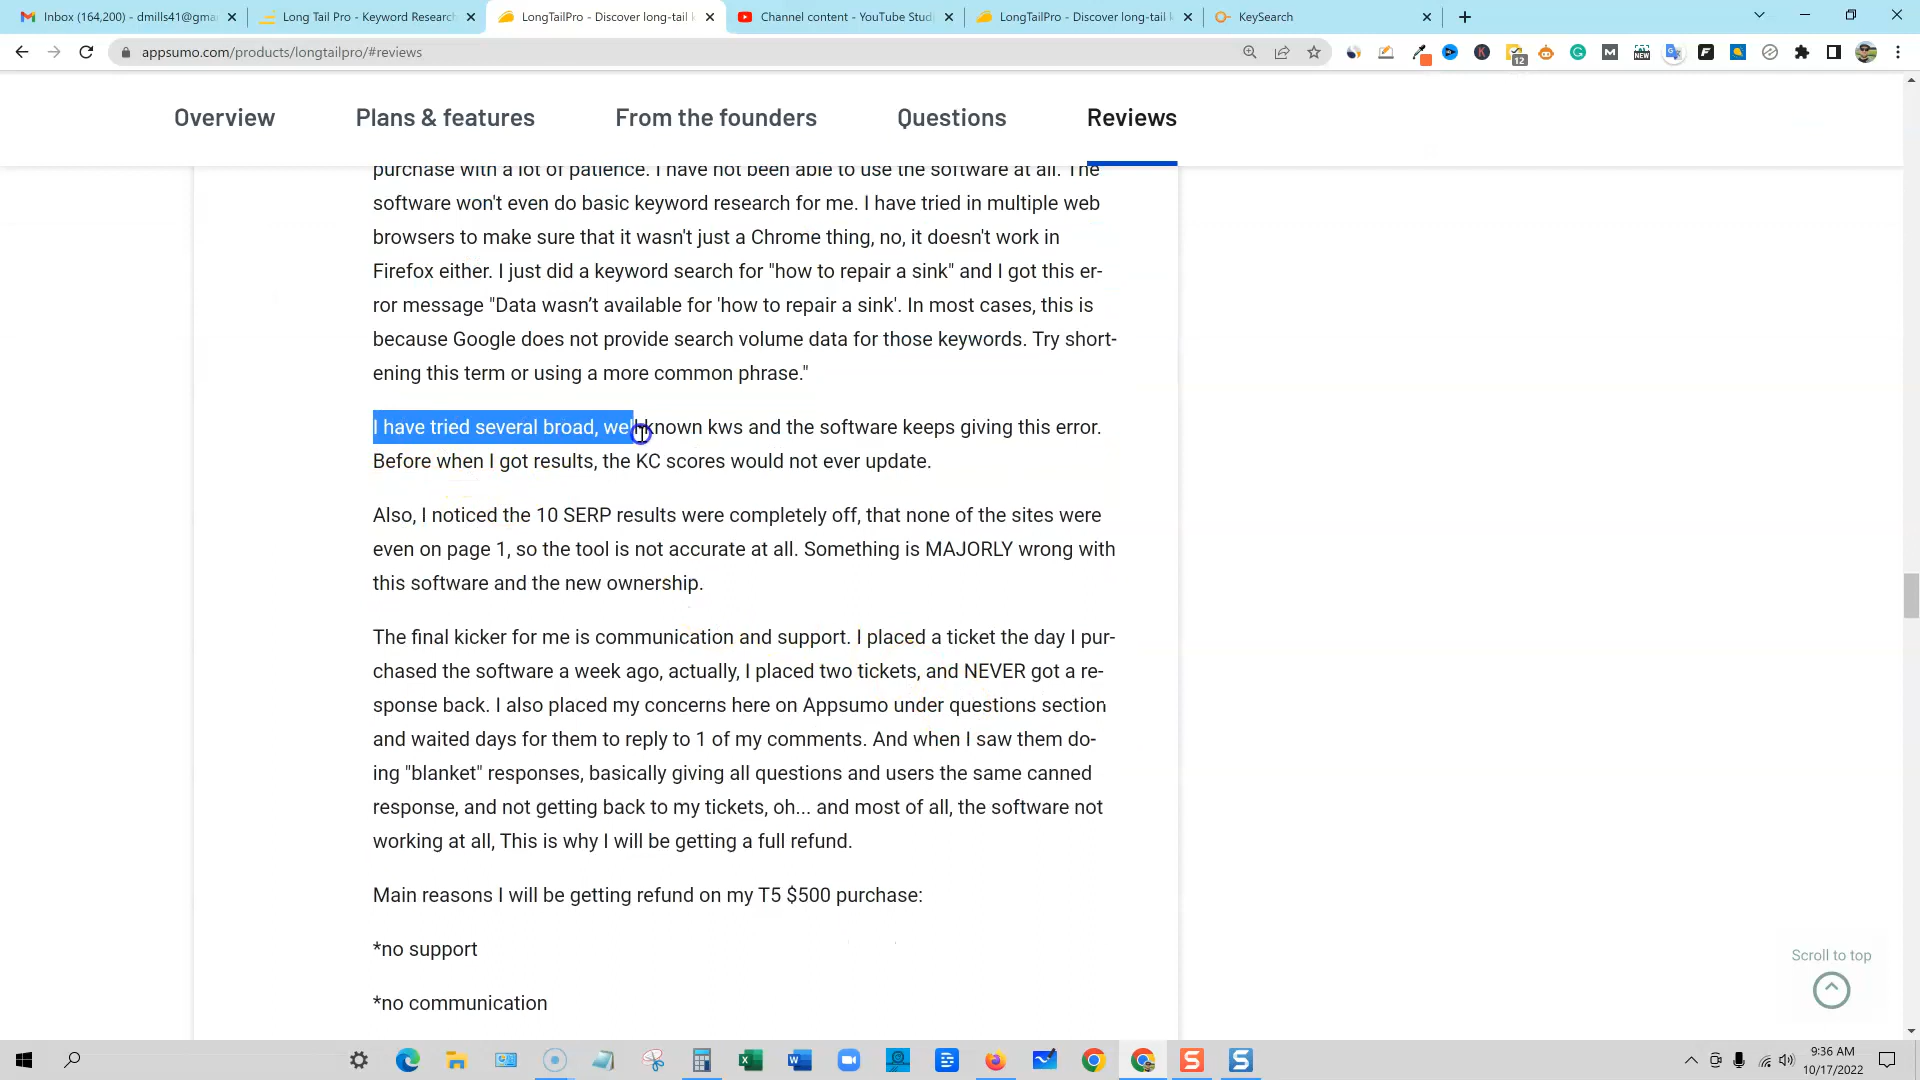 Inbox (164,200) - dmills41@gma
Long Tail Pro - Keyword Research
LongTailPro - Discover long-tail k
Channel content - YouTube Studi
LongTailPro - Discover long-tail k
KeySearch
appsumo.com/products/longtailpro/#reviews
12
NEW
Overview
Plans & features
From the founders
Questions
Reviews
purchase with a lot of patience. I have not been able to use the software at all. The
software won't even do basic keyword research for me. I have tried in multiple web
browsers to make sure that it wasn't just a Chrome thing, no, it doesn't work in
Firefox either. I just did a keyword search for "how to repair a sink" and I got this er-
ror message "Data wasn’t available for 'how to repair a sink'. In most cases, this is
because Google does not provide search volume data for those keywords. Try short-
ening this term or using a more common phrase."
I have tried several broad, well known kws and the software keeps giving this error.
Before when I got results, the KC scores would not ever update.
Also, I noticed the 10 SERP results were completely off, that none of the sites were
even on page 1, so the tool is not accurate at all. Something is MAJORLY wrong with
this software and the new ownership.
The final kicker for me is communication and support. I placed a ticket the day I pur-
chased the software a week ago, actually, I placed two tickets, and NEVER got a re-
sponse back. I also placed my concerns here on Appsumo under questions section
and waited days for them to reply to 1 of my comments. And when I saw them do-
ing "blanket" responses, basically giving all questions and users the same canned
response, and not getting back to my tickets, oh... and most of all, the software not
working at all, This is why I will be getting a full refund.
Main reasons I will be getting refund on my T5 $500 purchase:
*no support
*no communication
Scroll to top
9:36 AM
10/17/2022